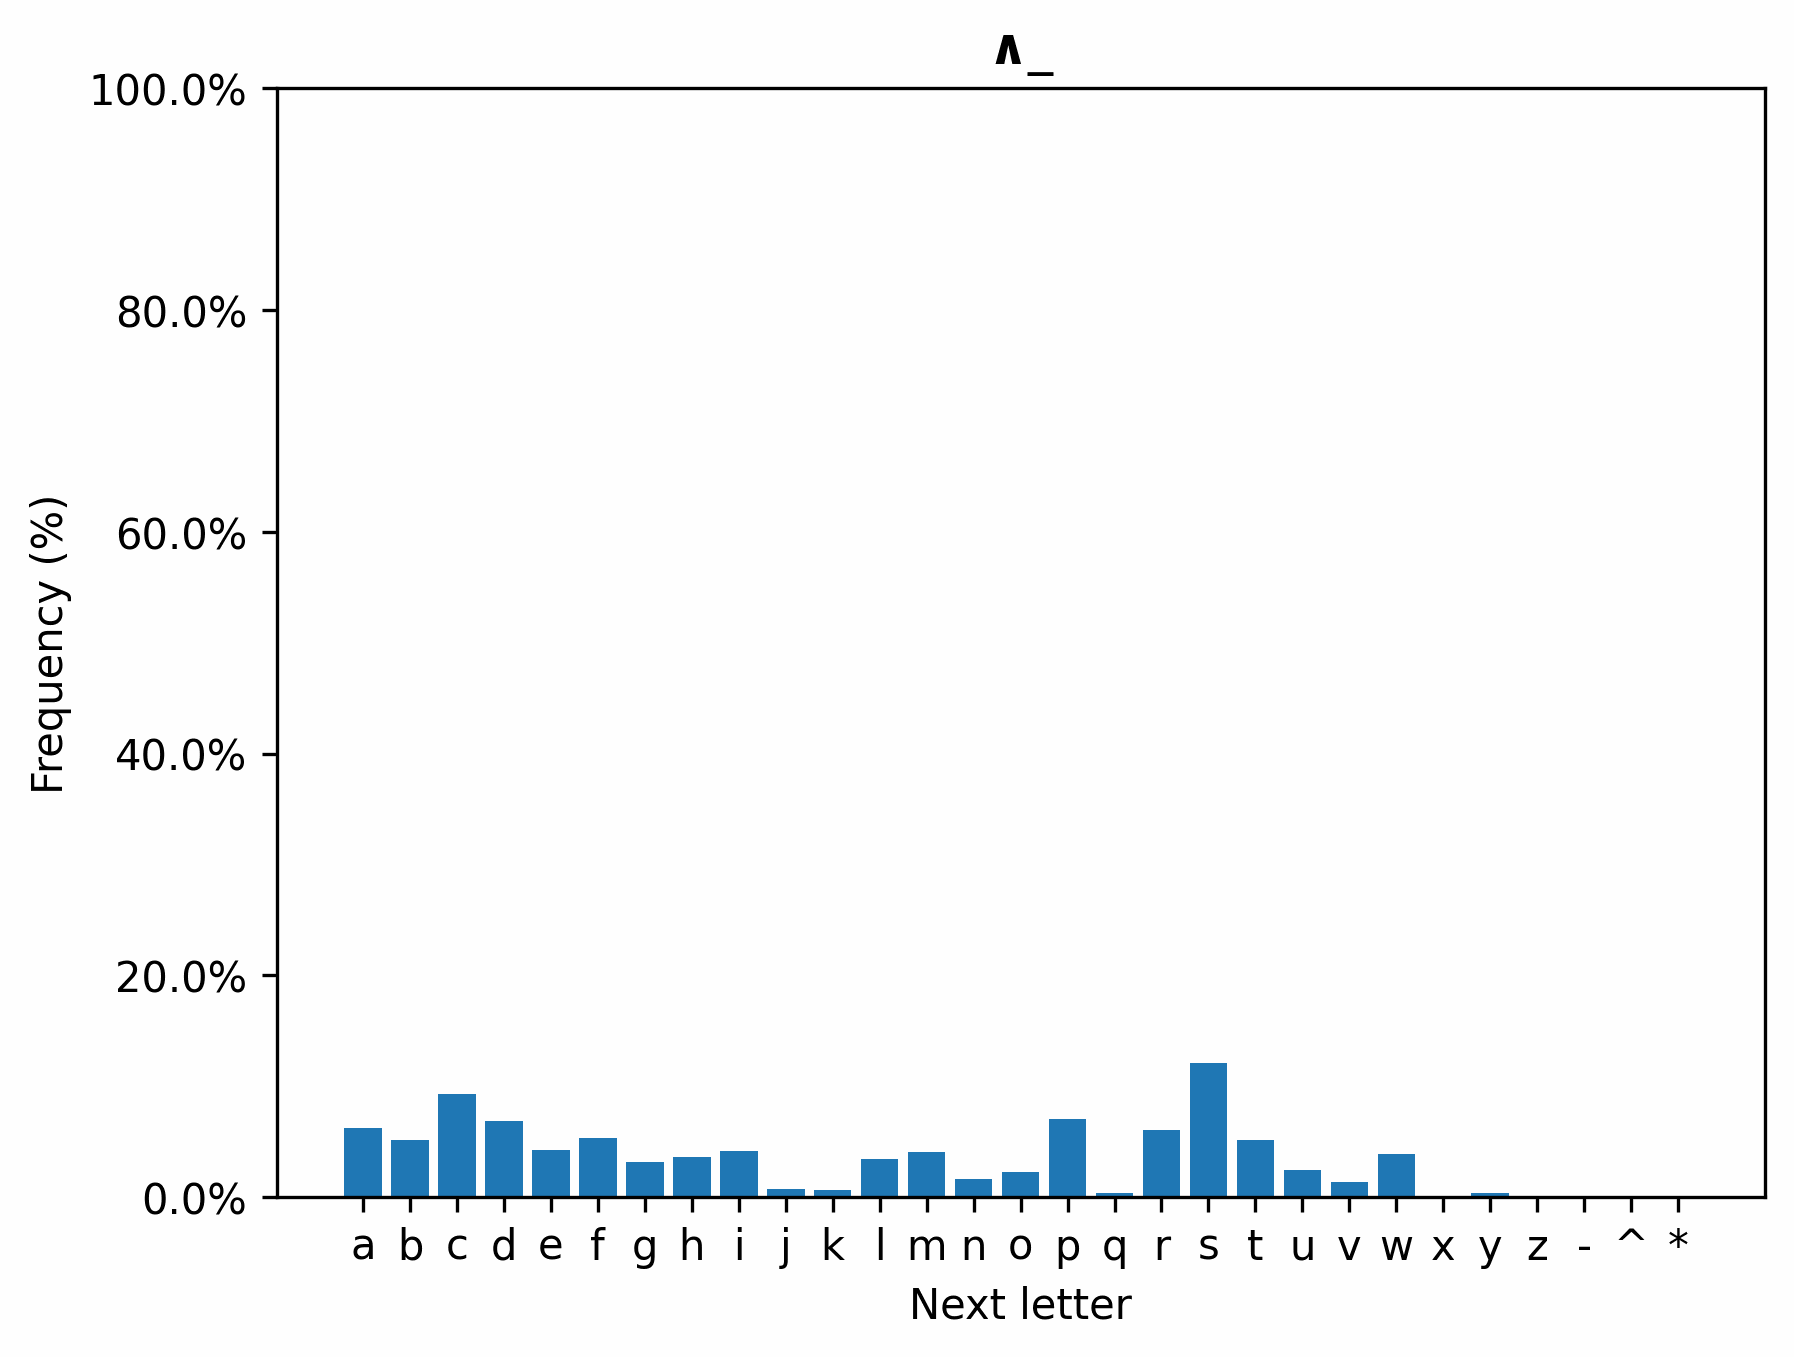 ^_
100.0%
80.0%
60.0%
40.0%
20.0%
0.0%
Frequency (%)
a b c d e f g h i j k l m n o p q r s t u v w x y z - ^ *
Next letter